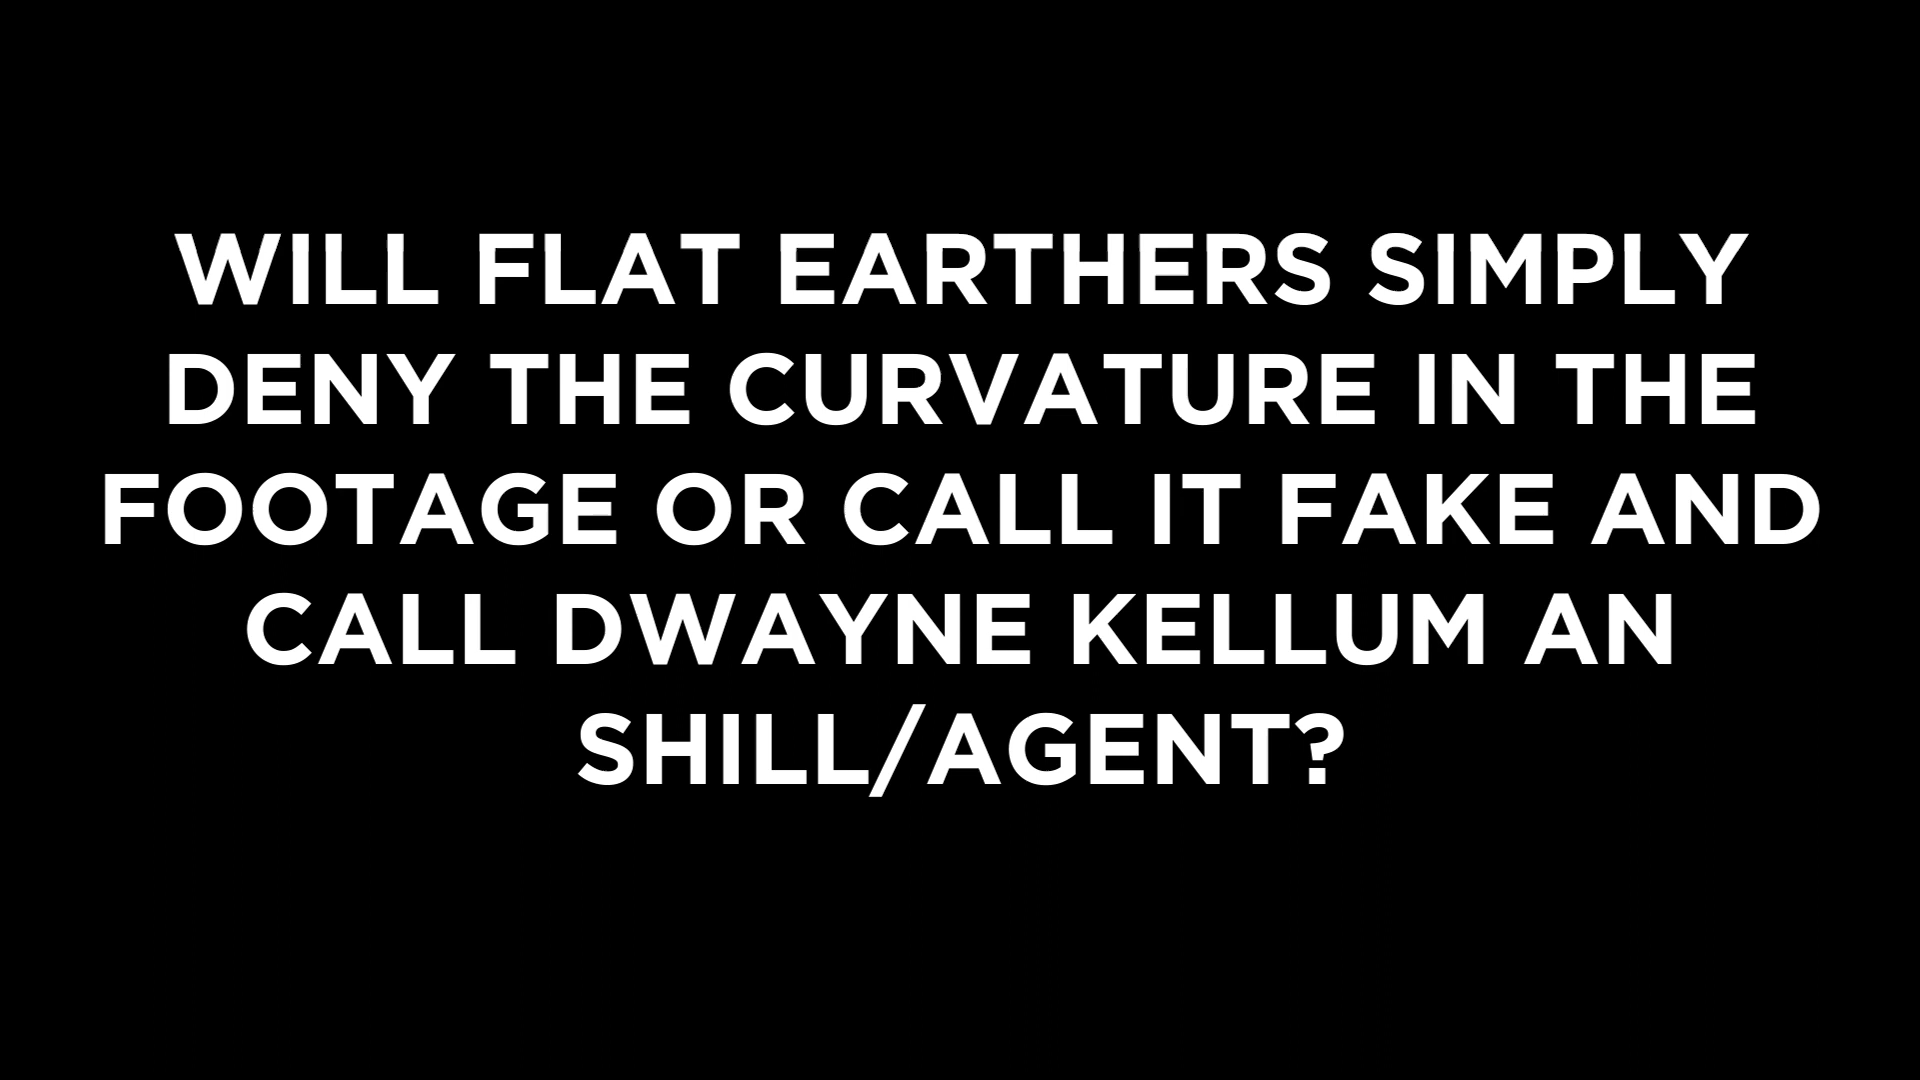 WILL FLAT EARTHERS SIMPLY
DENY THE CURVATURE IN THE
FOOTAGE OR CALL IT FAKE AND
CALL DWAYNE KELLUM AN
SHILL/AGENT?